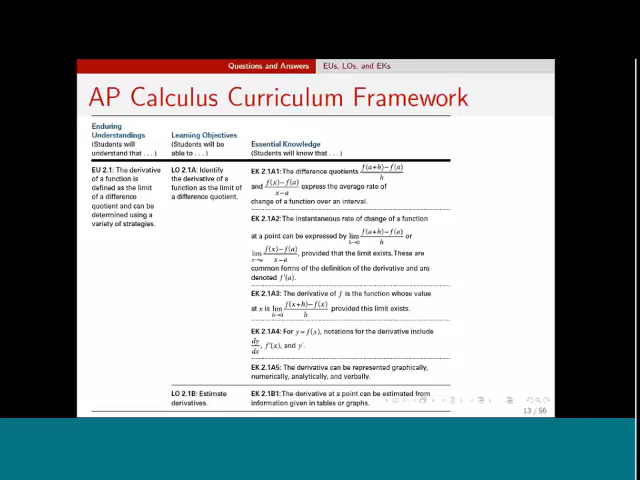 Questions and Answers EUs, LOs, and EKs
AP Calculus Curriculum Framework
Enduring
Understandings
(Students will
understand that . . . )
Learning Objectives
(Students will be
able to . . . )
Essential Knowledge
(Students will know that . . . )
EU 2.1: The derivative
of a function is
defined as the limit
of a difference
quotient and can be
determined using a
variety of strategies.
LO 2.1A: Identify
the derivative of a
function as the limit of
a difference quotient.
EK 2.1A1: The difference quotients f(a+h)−f(a)/h
and f(x)−f(a)/x−a express the average rate of
change of a function over an interval.
EK 2.1A2: The instantaneous rate of change of a function
at a point can be expressed by lim h→0 f(a+h)−f(a)/h or
lim x→a f(x)−f(a)/x−a, provided that the limit exists. These are
common forms of the definition of the derivative and are
denoted f′(a).
EK 2.1A3: The derivative of f is the function whose value
at x is lim h→0 f(x+h)−f(x)/h provided this limit exists.
EK 2.1A4: For y = f(x), notations for the derivative include
dy/dx, f′(x), and y′.
EK 2.1A5: The derivative can be represented graphically,
numerically, analytically, and verbally.
LO 2.1B: Estimate
derivatives.
EK 2.1B1: The derivative at a point can be estimated from
information given in tables or graphs.
13 / 56